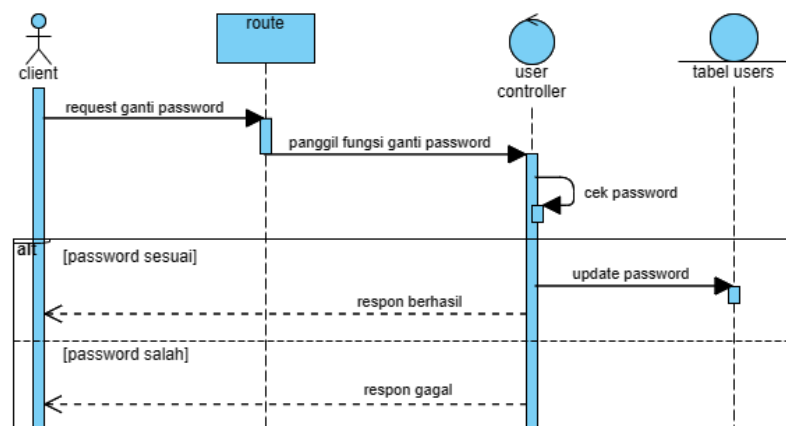 route
client
user
controller
tabel users
request ganti password
panggil fungsi ganti password
cek password
alt
[password sesuai]
update password
respon berhasil
[password salah]
respon gagal